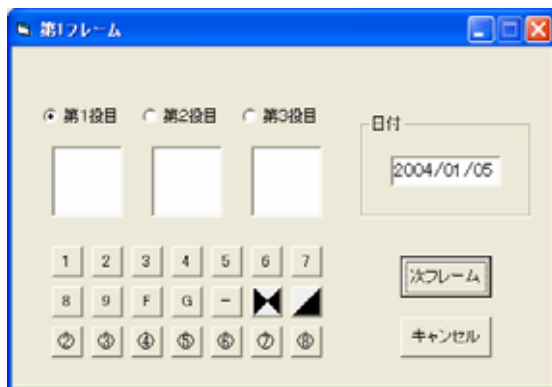 第1フレーム
第1投目 第2投目 第3投目
日付
2004/01/05
1 2 3 4 5 6 7
8 9 F G -
② ③ ④ ⑤ ⑥ ⑦ ⑧
次フレーム
キャンセル